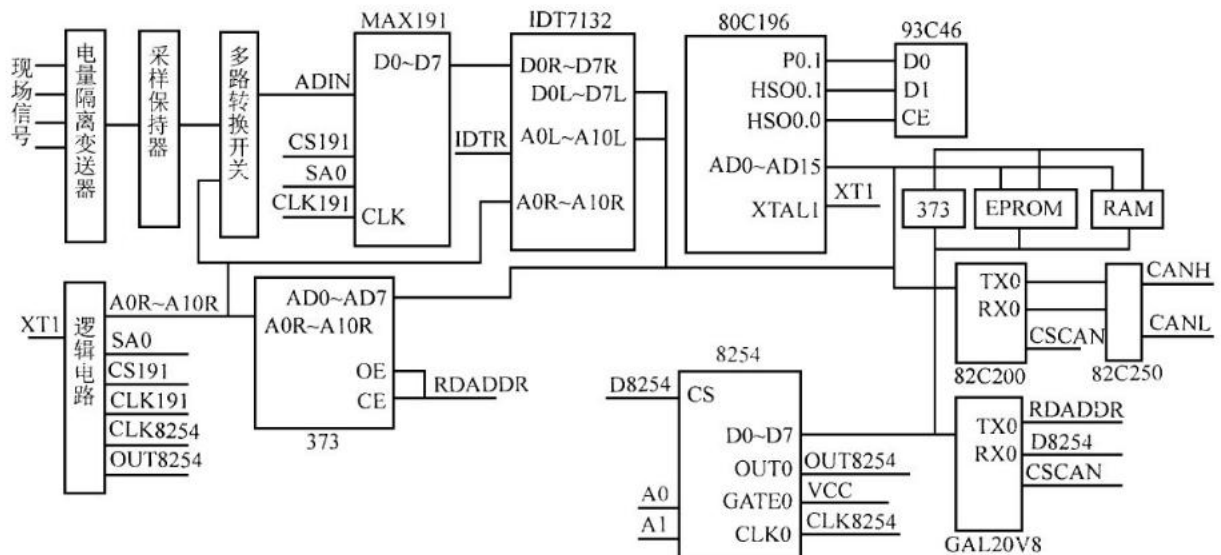 MAX191
IDT7132
80C196
93C46
现场信号
电量隔离变送器
采样保持器
多路转换开关
ADIN
CS191
SA0
CLK191
D0~D7
CLK
IDTR
D0R~D7R
D0L~D7L
A0L~A10L
A0R~A10R
P0.1
HSO0.1
HSO0.0
AD0~AD15
XTAL1
XT1
D0
D1
CE
373
EPROM
RAM
XT1
逻辑电路
A0R~A10R
SA0
CS191
CLK191
CLK8254
OUT8254
AD0~AD7
A0R~A10R
OE
CE
RDADDR
373
TX0
RX0
CSCAN
82C200
CANH
CANL
82C250
8254
D8254
CS
D0~D7
OUT0
GATE0
CLK0
A0
A1
OUT8254
VCC
CLK8254
TX0
RX0
RDADDR
D8254
CSCAN
GAL20V8